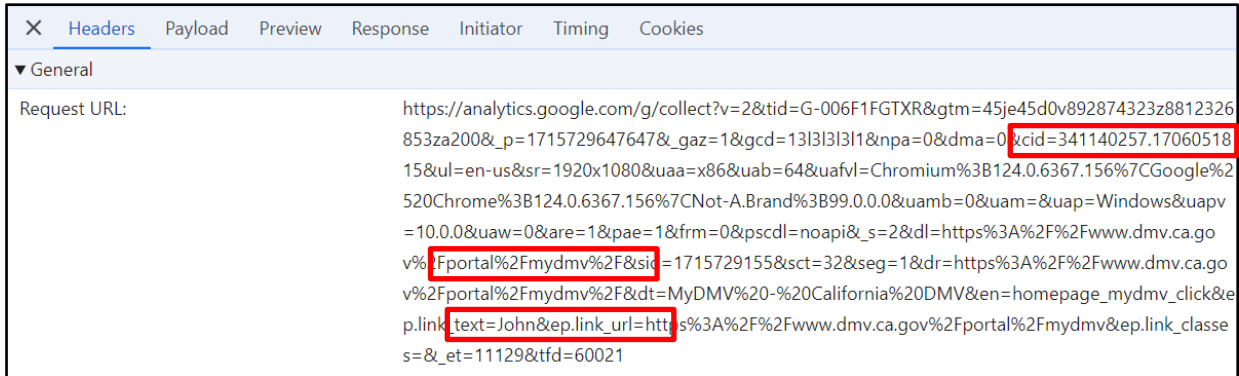 Headers Payload Preview Response Initiator Timing Cookies
General
Request URL: https://analytics.google.com/g/collect?v=2&tid=G-006F1FGTXR&gtm=45je45d0v892874323z8812326
853za200&_p=1715729647647&_gaz=1&gcd=13l3l3l3l1&npa=0&dma=0&cid=341140257.17060518
15&ul=en-us&sr=1920x1080&uaa=x86&uab=64&uafvl=Chromium%3B124.0.6367.156%7CGoogle%2
520Chrome%3B124.0.6367.156%7CNot-A.Brand%3B99.0.0.0&uamb=0&uam=&uap=Windows&uapv
=10.0.0&uaw=0&are=1&pae=1&frm=0&pscdl=noapi&_s=2&dl=https%3A%2F%2Fwww.dmv.ca.go
v%2Fportal%2Fmydmv%2F&sid=1715729155&sct=32&seg=1&dr=https%3A%2F%2Fwww.dmv.ca.go
v%2Fportal%2Fmydmv%2F&dt=MyDMV%20-%20California%20DMV&en=homepage_mydmv_click&e
p.link_text=John&ep.link_url=https%3A%2F%2Fwww.dmv.ca.gov%2Fportal%2Fmydmv&ep.link_classe
s=&_et=11129&tfd=60021